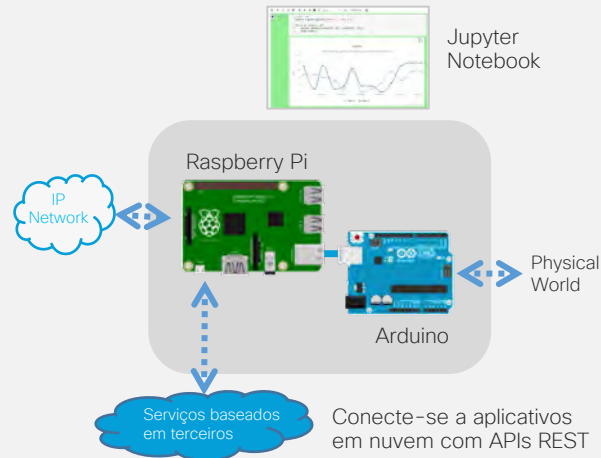 Jupyter
Notebook
Raspberry Pi
IP
Network
Physical
World
Arduino
Serviços baseados
em terceiros
Conecte-se a aplicativos
em nuvem com APIs REST